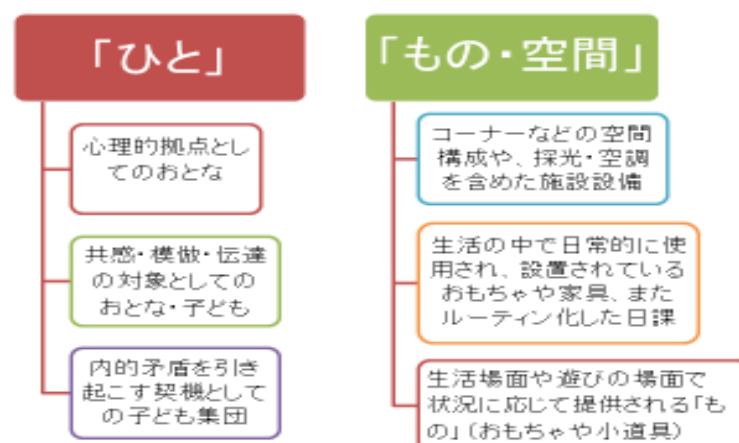 「ひと」
心理的拠点とし
てのおとな
共感・模倣・伝達
の対象としての
おとな・子ども
内的矛盾を引き
起こす契機として
の子ども集団
「もの・空間」
コーナーなどの空間
構成や、採光・空調
を含めた施設設備
生活の中で日常的に使
用され、設置されている
おもちゃや家具、また
ルーティン化した日課
生活場面や遊びの場面で
状況に応じて提供される「も
の」（おもちゃや小道具）